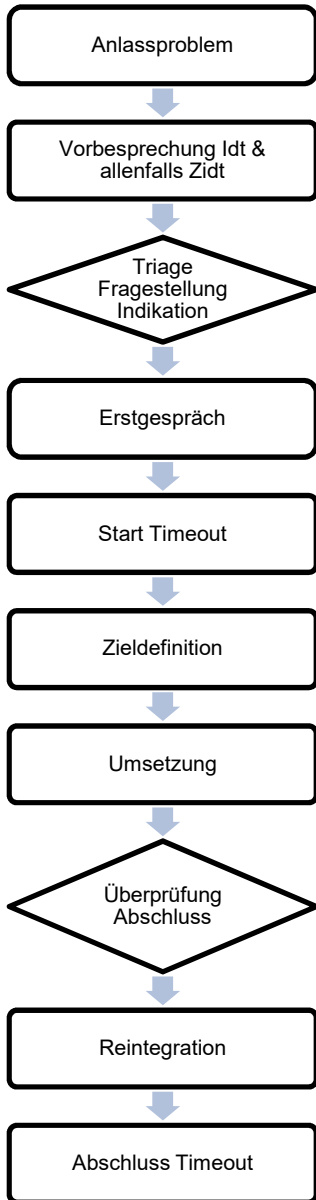 Anlassproblem
Vorbesprechung Idt &
allenfalls Zidt
Triage
Fragestellung
Indikation
Erstgespräch
Start Timeout
Zieldefinition
Umsetzung
Überprüfung
Abschluss
Reintegration
Abschluss Timeout